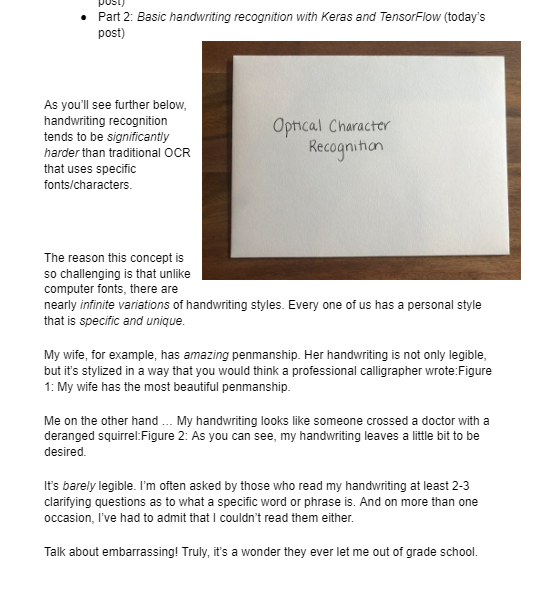 post)
• Part 2: Basic handwriting recognition with Keras and TensorFlow (today's
post)
Optical Character
Recognition
As you'll see further below,
handwriting recognition
tends to be significantly
harder than traditional OCR
that uses specific
fonts/characters.
The reason this concept is
so challenging is that unlike
computer fonts, there are
nearly infinite variations of handwriting styles. Every one of us has a personal style
that is specific and unique.
My wife, for example, has amazing penmanship. Her handwriting is not only legible,
but it's stylized in a way that you would think a professional calligrapher wrote:Figure
1: My wife has the most beautiful penmanship.
Me on the other hand … My handwriting looks like someone crossed a doctor with a
deranged squirrel:Figure 2: As you can see, my handwriting leaves a little bit to be
desired.
It's barely legible. I'm often asked by those who read my handwriting at least 2-3
clarifying questions as to what a specific word or phrase is. And on more than one
occasion, I've had to admit that I couldn't read them either.
Talk about embarrassing! Truly, it's a wonder they ever let me out of grade school.